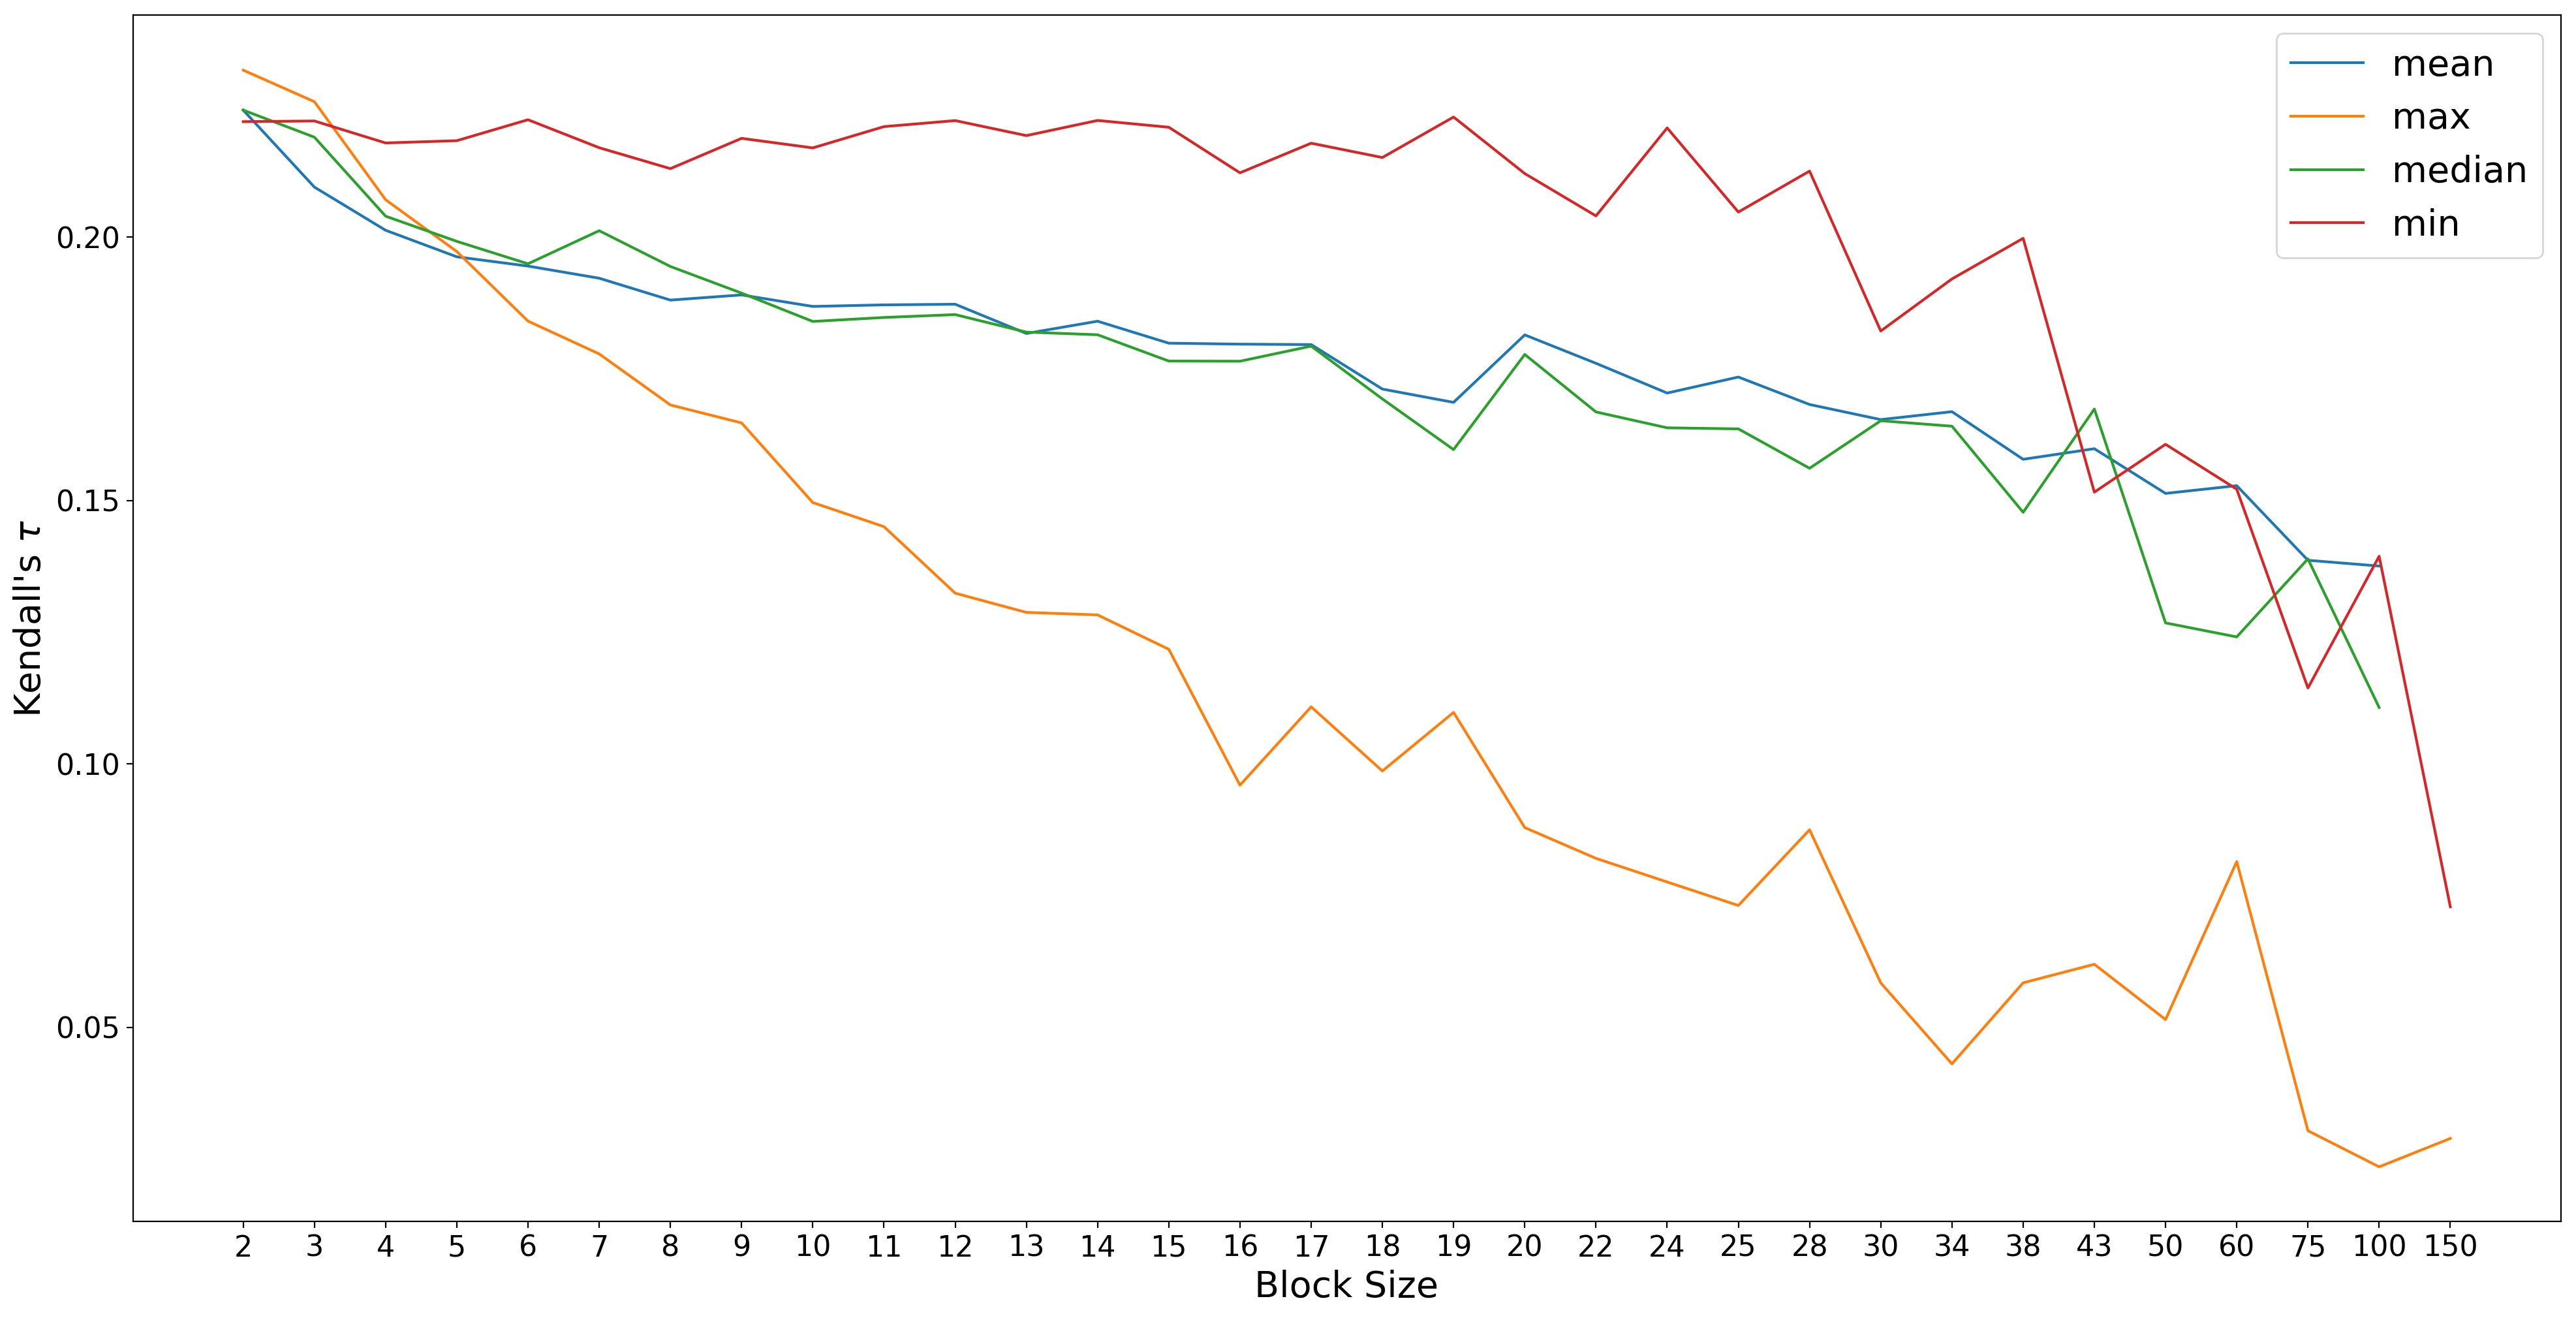 mean
max
median
min
0.20
0.15
0.10
0.05
Kendall's τ
2 3 4 5 6 7 8 9 10 11 12 13 14 15 16 17 18 19 20 22 24 25 28 30 34 38 43 50 60 75 100 150
Block Size